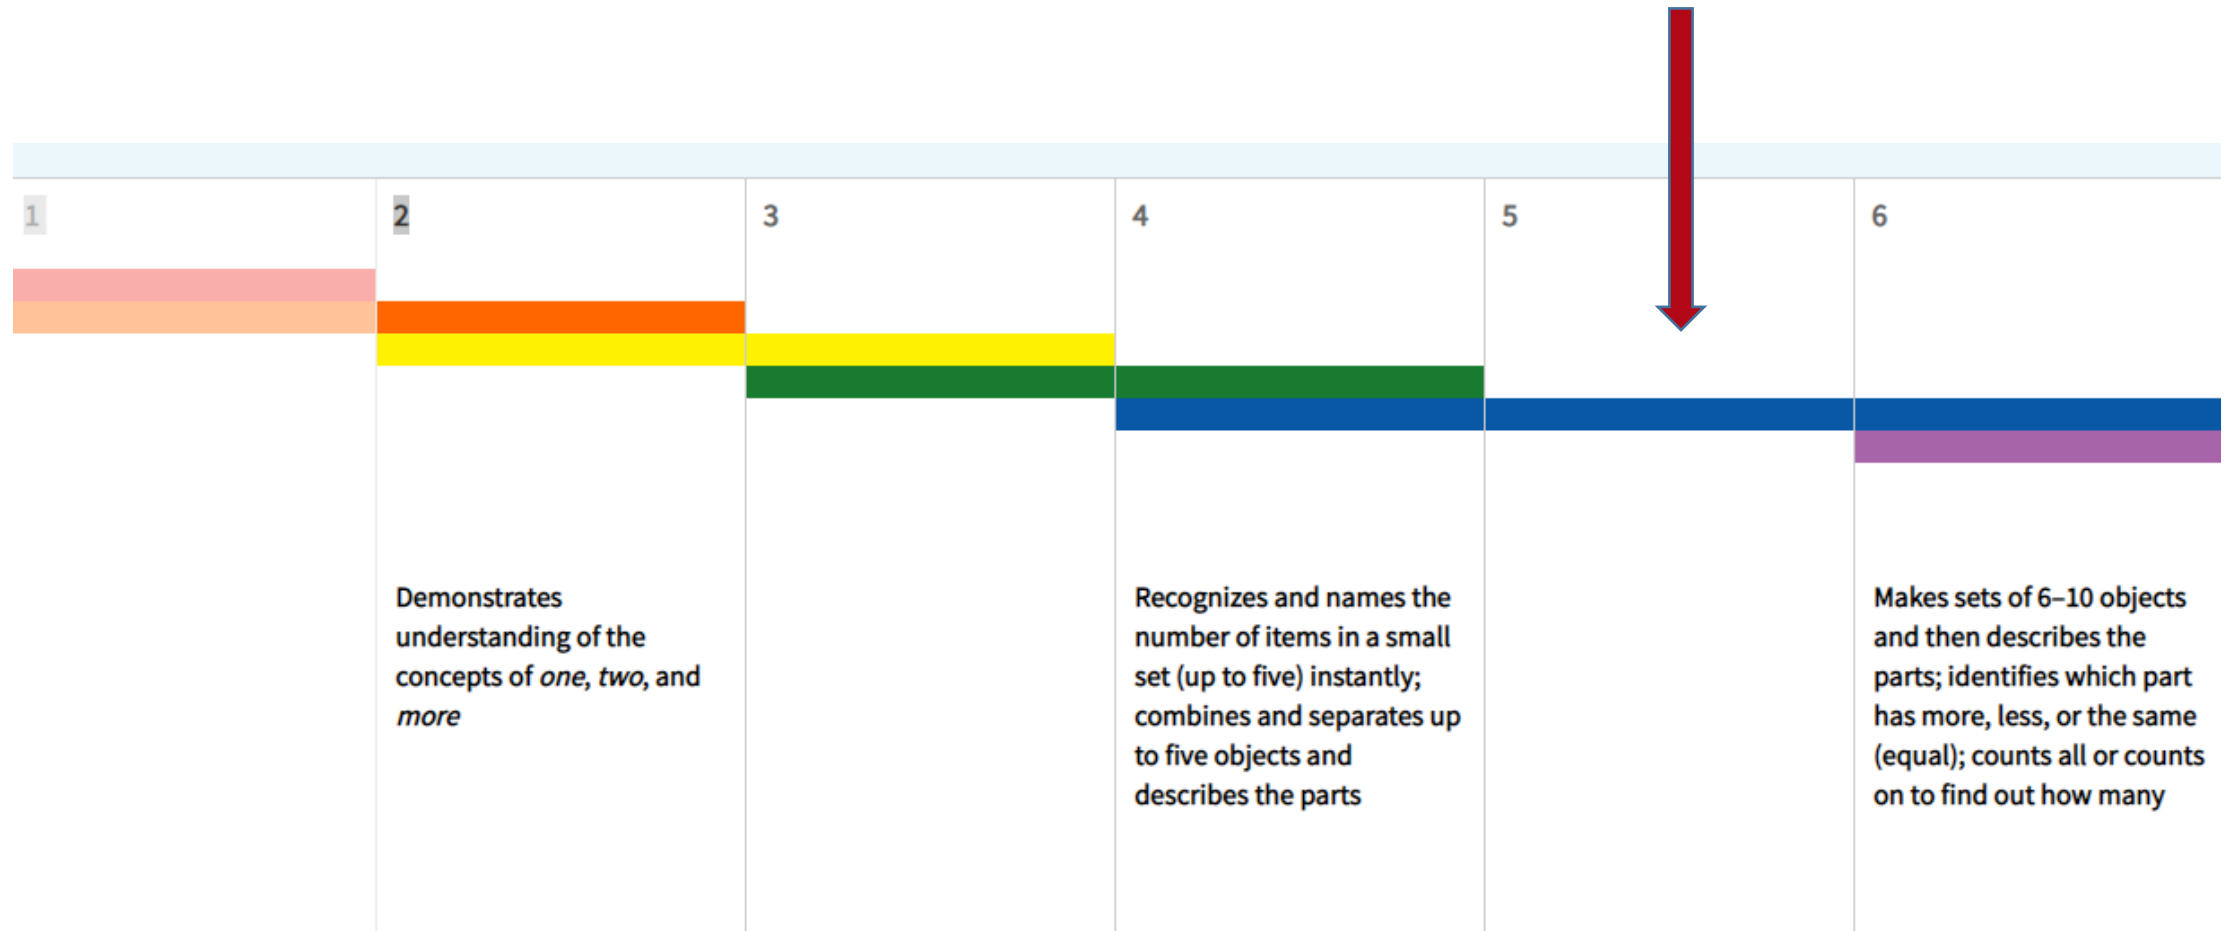 1
2
3
4
5
6
Demonstrates
understanding of the
concepts of one, two, and
more
Recognizes and names the
number of items in a small
set (up to five) instantly;
combines and separates up
to five objects and
describes the parts
Makes sets of 6–10 objects
and then describes the
parts; identifies which part
has more, less, or the same
(equal); counts all or counts
on to find out how many